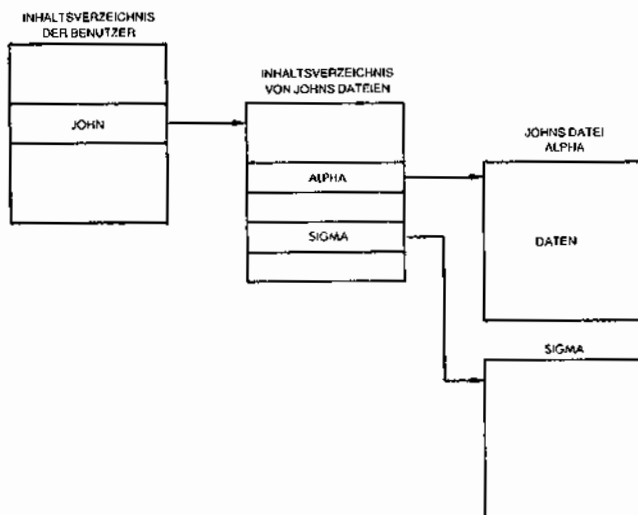 INHALTSVERZEICHNIS
DER BENUTZER
JOHN
INHALTSVERZEICHNIS
VON JOHNS DATEIEN
ALPHA
SIGMA
JOHNS DATEI
ALPHA
DATEN
SIGMA